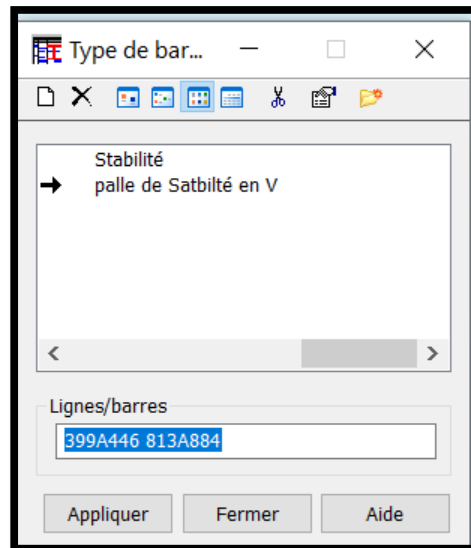 Type de bar...
Stabilité
palle de Satbilté en V
Lignes/barres
399A446 813A884
Appliquer Fermer Aide